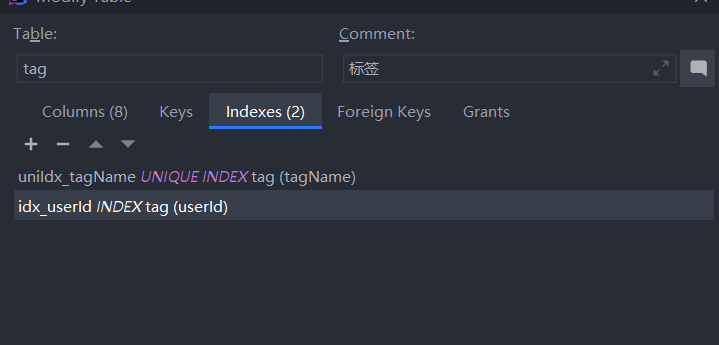 Modify Table
Table:
Comment:
tag
标签
Columns (8) Keys Indexes (2) Foreign Keys Grants
uniIdx_tagName UNIQUE INDEX tag (tagName)
idx_userId INDEX tag (userId)